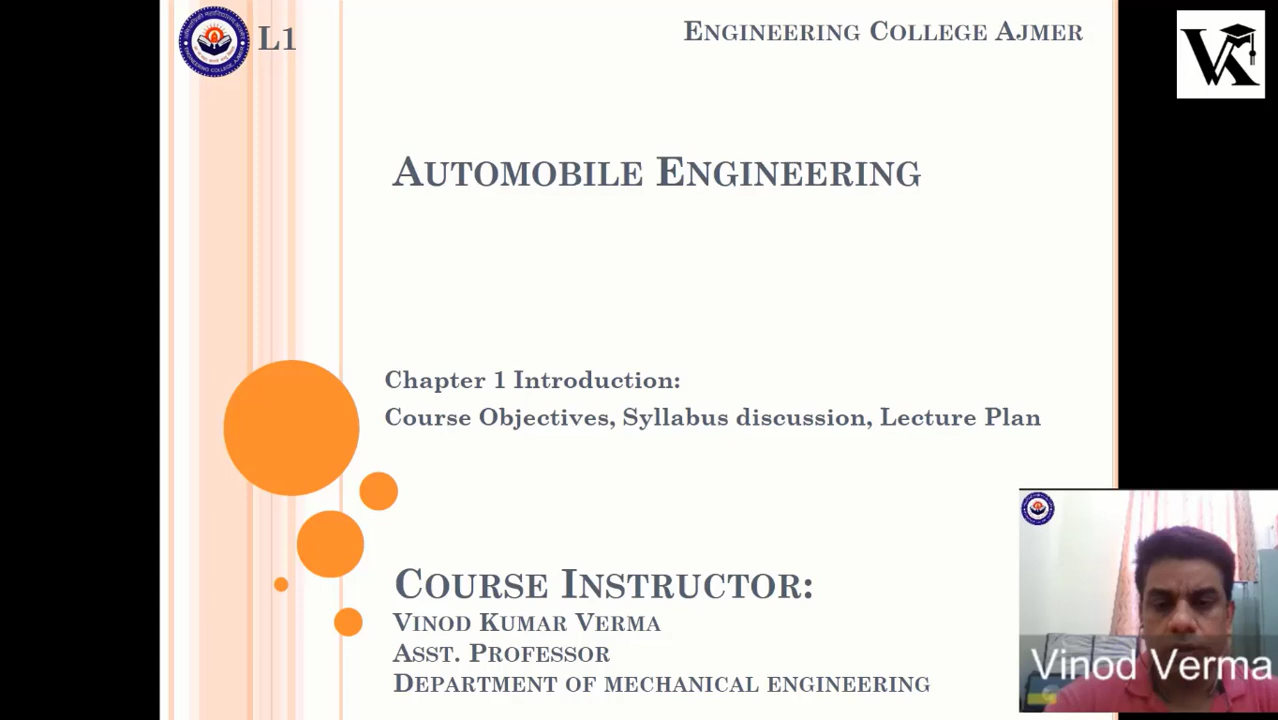 L1
ENGINEERING COLLEGE AJMER
VK
AUTOMOBILE ENGINEERING
Chapter 1 Introduction:
Course Objectives, Syllabus discussion, Lecture Plan
COURSE INSTRUCTOR:
VINOD KUMAR VERMA
ASST. PROFESSOR
DEPARTMENT OF MECHANICAL ENGINEERING
Vinod Verma